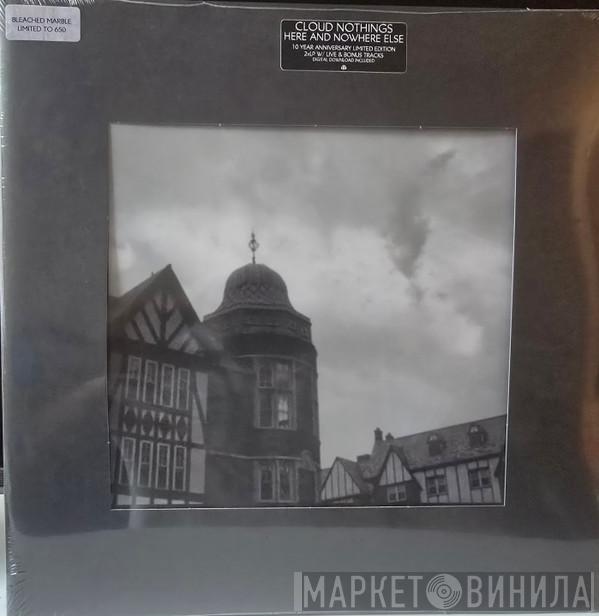 BLEACHED MARBLE
LIMITED TO 650
CLOUD NOTHINGS
HERE AND NOWHERE ELSE
10 YEAR ANNIVERSARY LIMITED EDITION
2xLP W/ LIVE & BONUS TRACKS
DIGITAL DOWNLOAD INCLUDED
МАРКЕТ ВИНИЛА